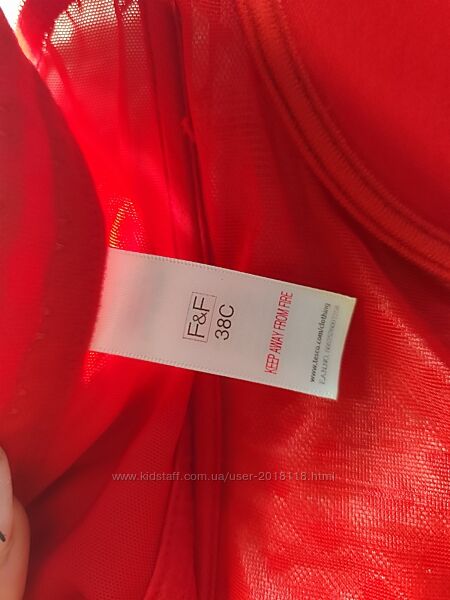 F&F
38C
KEEP AWAY FROM FIRE
www.tesco.com/clothing
www.kidstaff.com.ua/user-2018118.html